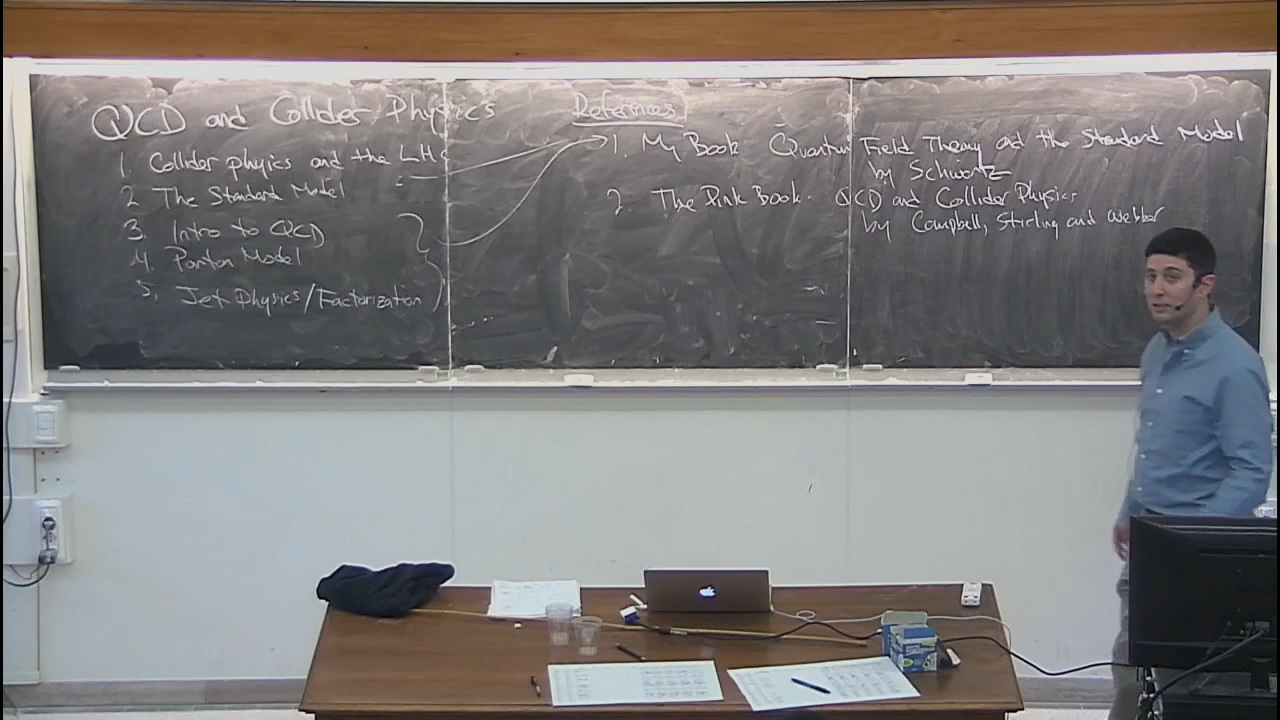 QCD and Collider Physics
1. Collider physics and the LHC
2 The Standard Model
3. Intro to QCD
4. Parton Model
5. Jet Physics/Factorization
References
1. My Book: Quantum Field Theory and the Standard Model
by Schwartz
2. The Pink Book. QCD and Collider Physics
by Campbell, Stirling and Webber